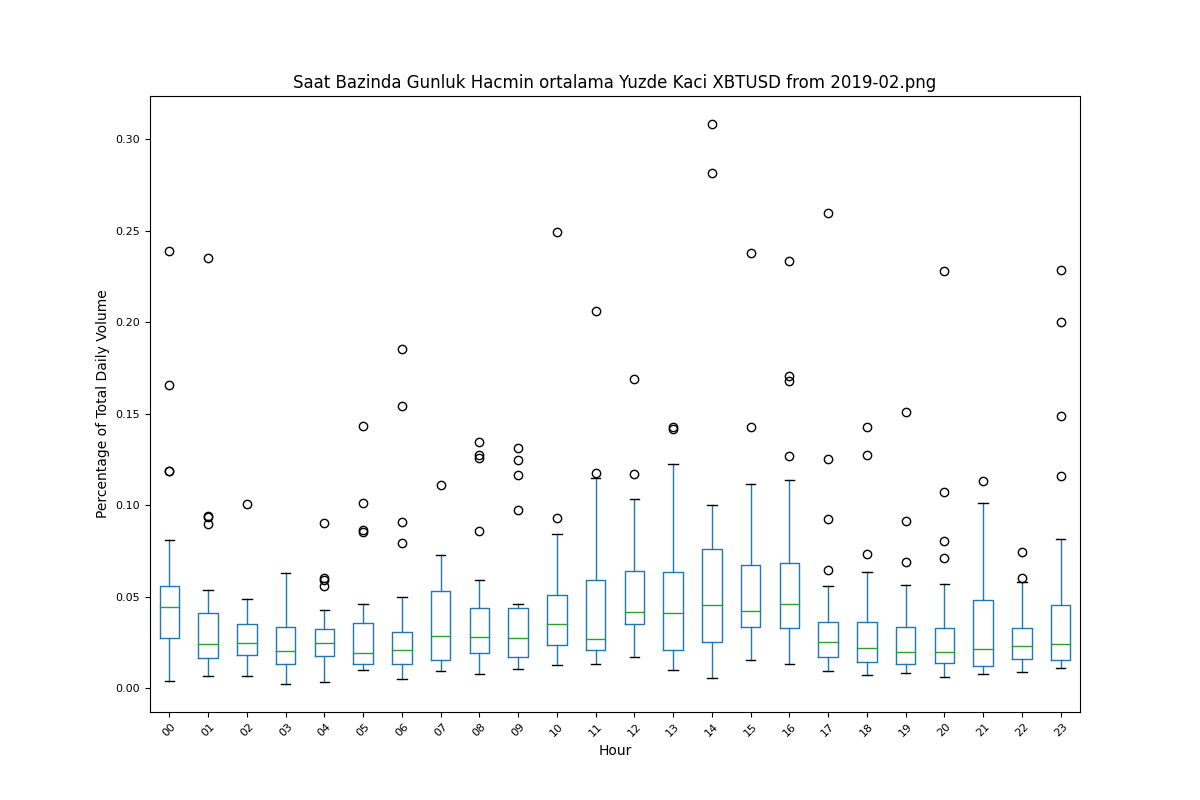 Saat Bazinda Gunluk Hacmin ortalama Yuzde Kaci XBTUSD from 2019-02.png
Percentage of Total Daily Volume
0.30
0.25
0.20
0.15
0.10
0.05
0.00
00 01 02 03 04 05 06 07 08 09 10 11 12 13 14 15 16 17 18 19 20 21 22 23
Hour